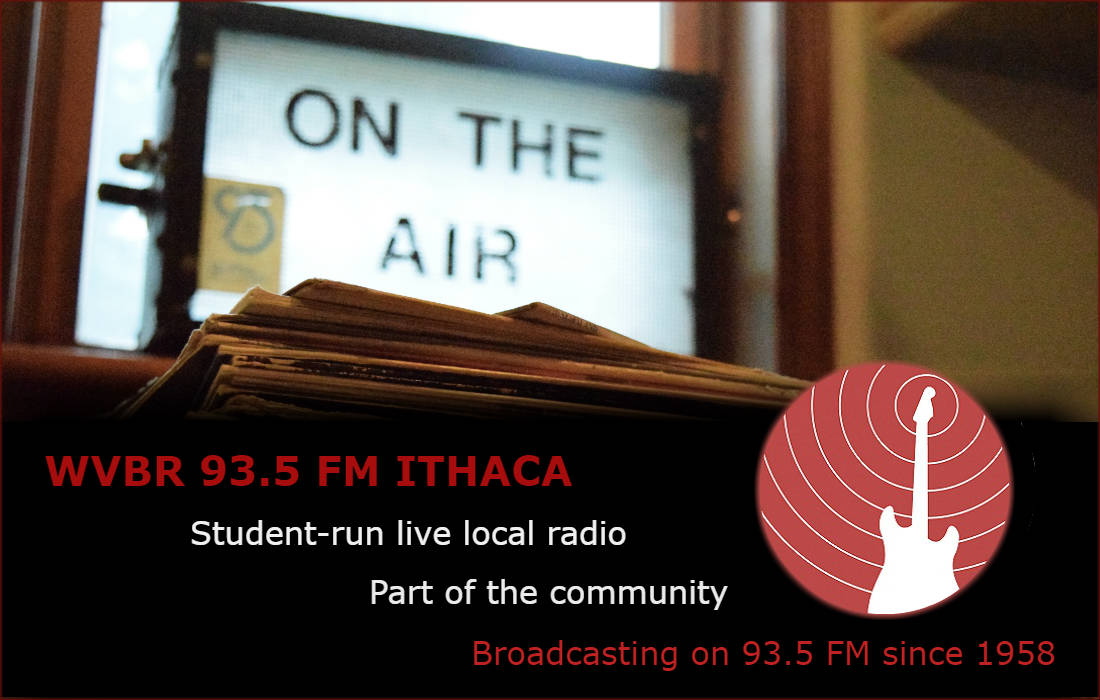 ON THE
AIR
WVBR 93.5 FM ITHACA
Student-run live local radio
Part of the community
Broadcasting on 93.5 FM since 1958